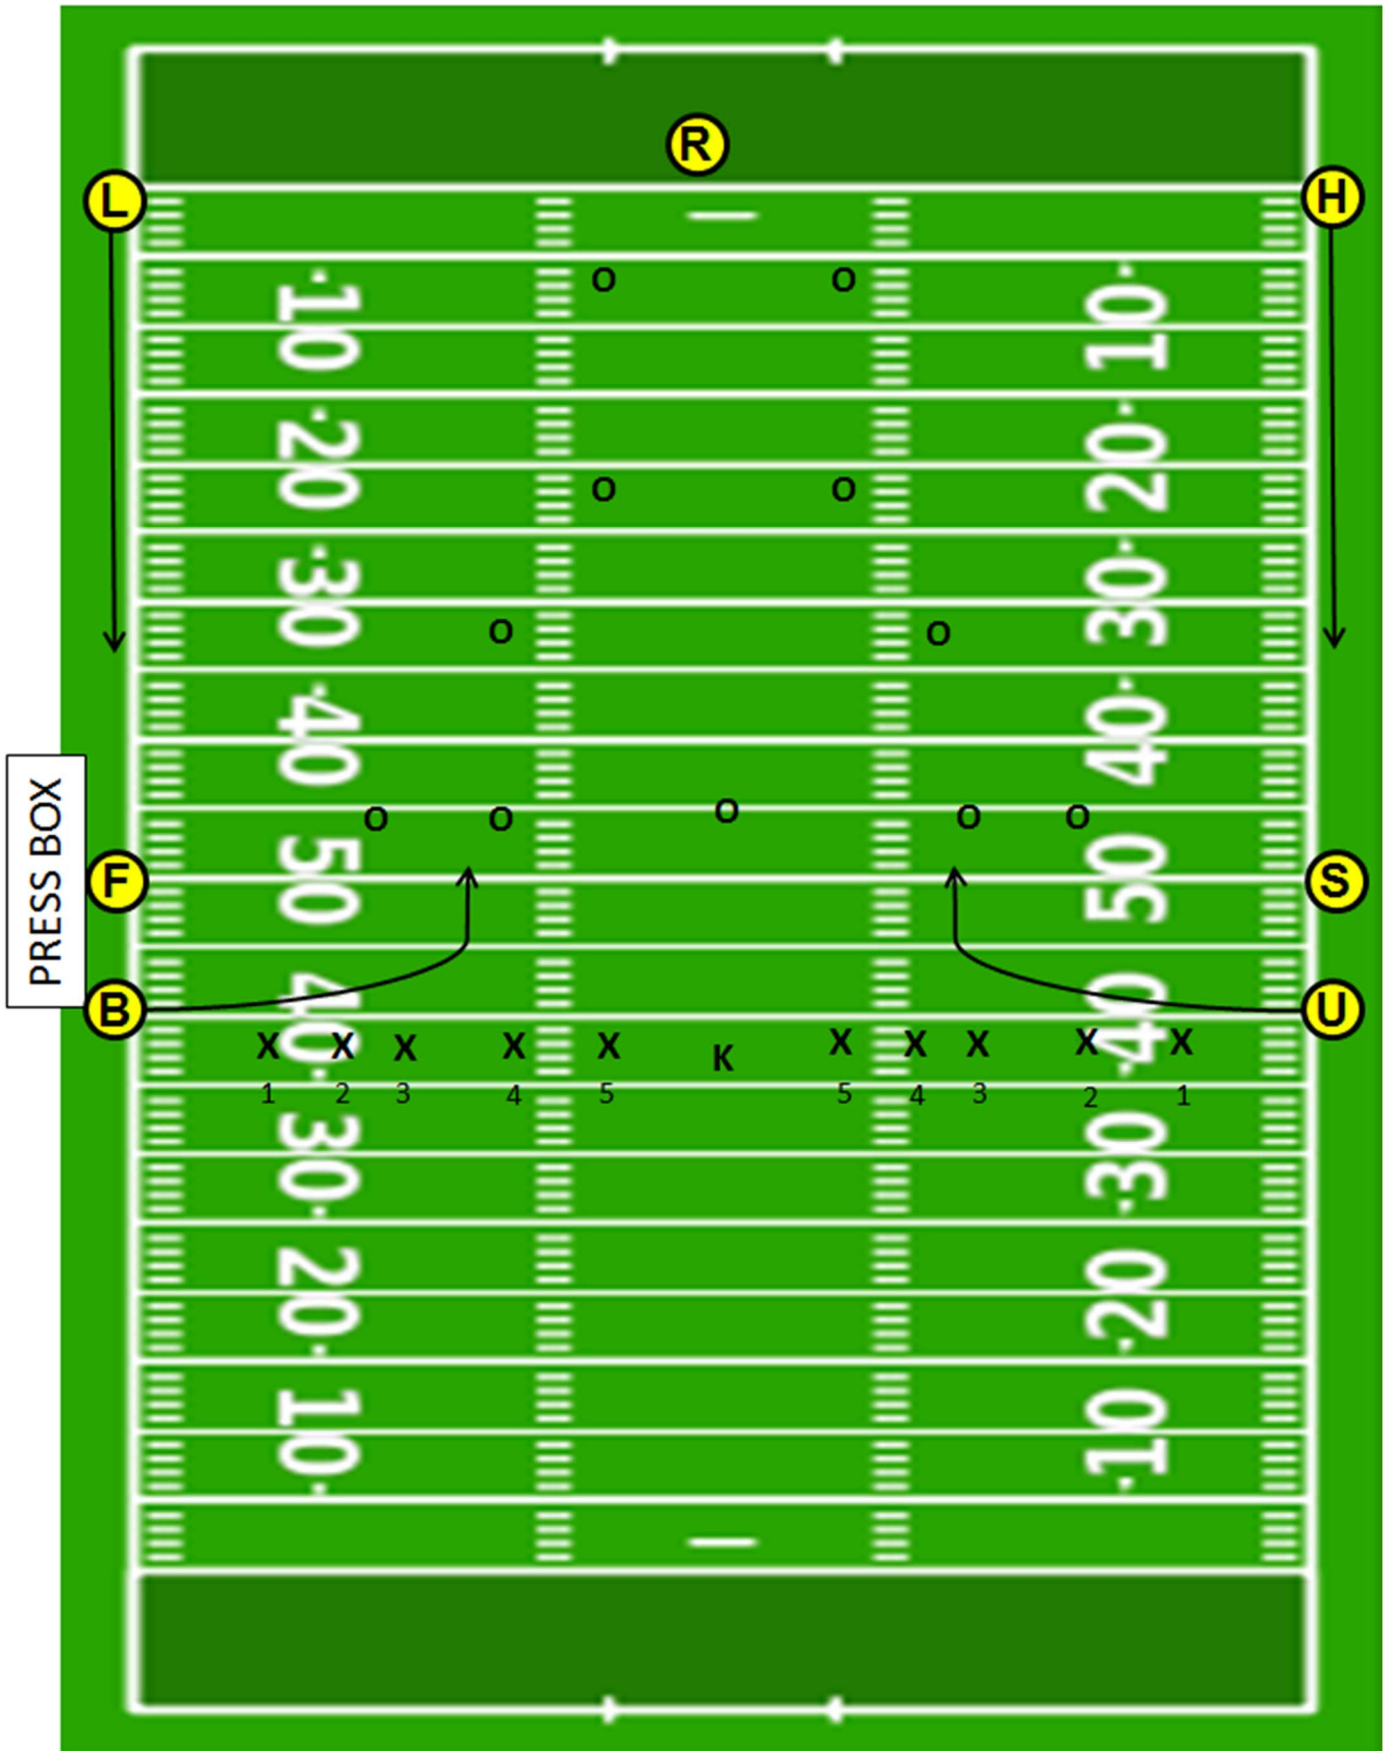 R
L H
O O
10 10
O O
20 20
O O
30 30
40 40
O O O O O
PRESS BOX
F 50 50 S
B 40 40 U
X X X X X K X X X X X
1 2 3 4 5 5 4 3 2 1
30 30
20 20
10 10